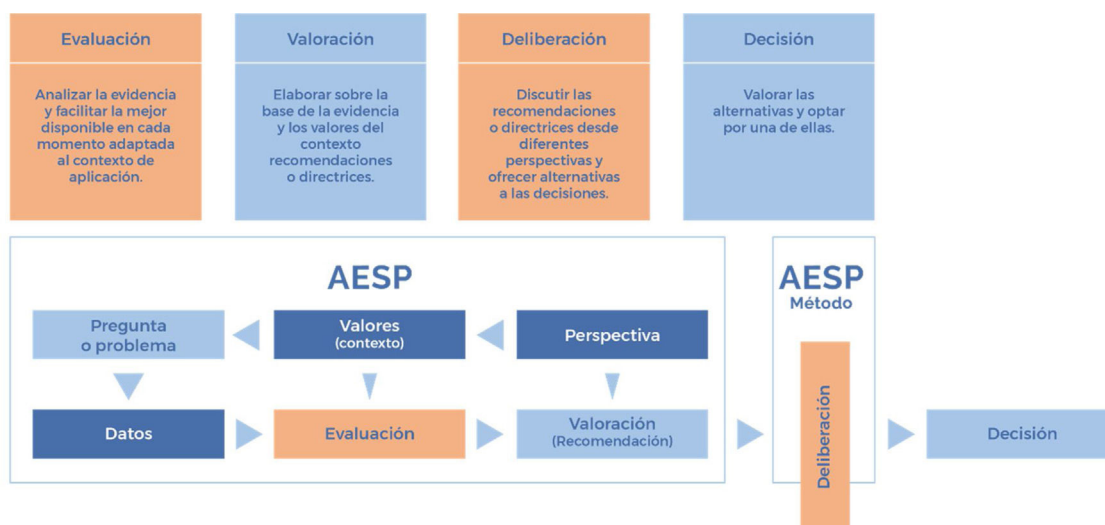 Evaluación
Analizar la evidencia
y facilitar la mejor
disponible en cada
momento adaptada
al contexto de
aplicación.
Valoración
Elaborar sobre la
base de la evidencia
y los valores del
contexto
recomendaciones
o directrices.
Deliberación
Discutir las
recomendaciones
o directrices desde
diferentes
perspectivas y
ofrecer alternativas
a las decisiones.
Decisión
Valorar las
alternativas y optar
por una de ellas.
AESP
Pregunta
o problema
Valores
(contexto)
Perspectiva
Datos
Evaluación
Valoración
(Recomendación)
AESP
Método
Deliberación
Decisión